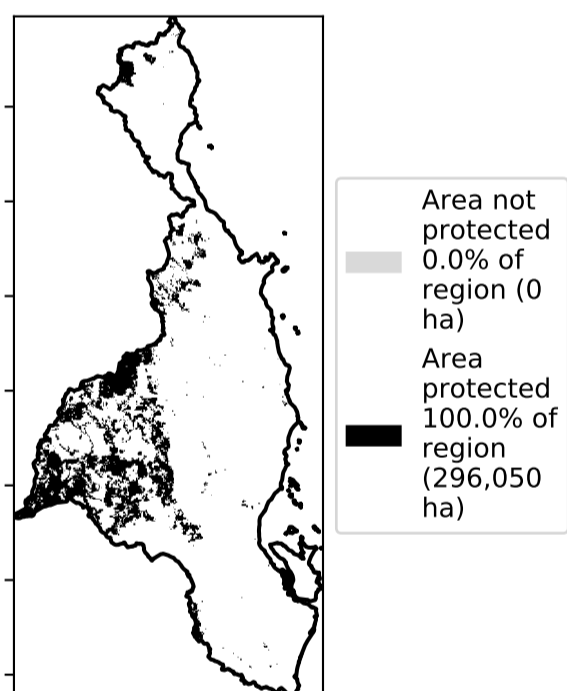 Area not
protected
0.0% of
region (0
ha)
Area
protected
100.0% of
region
(296,050
ha)